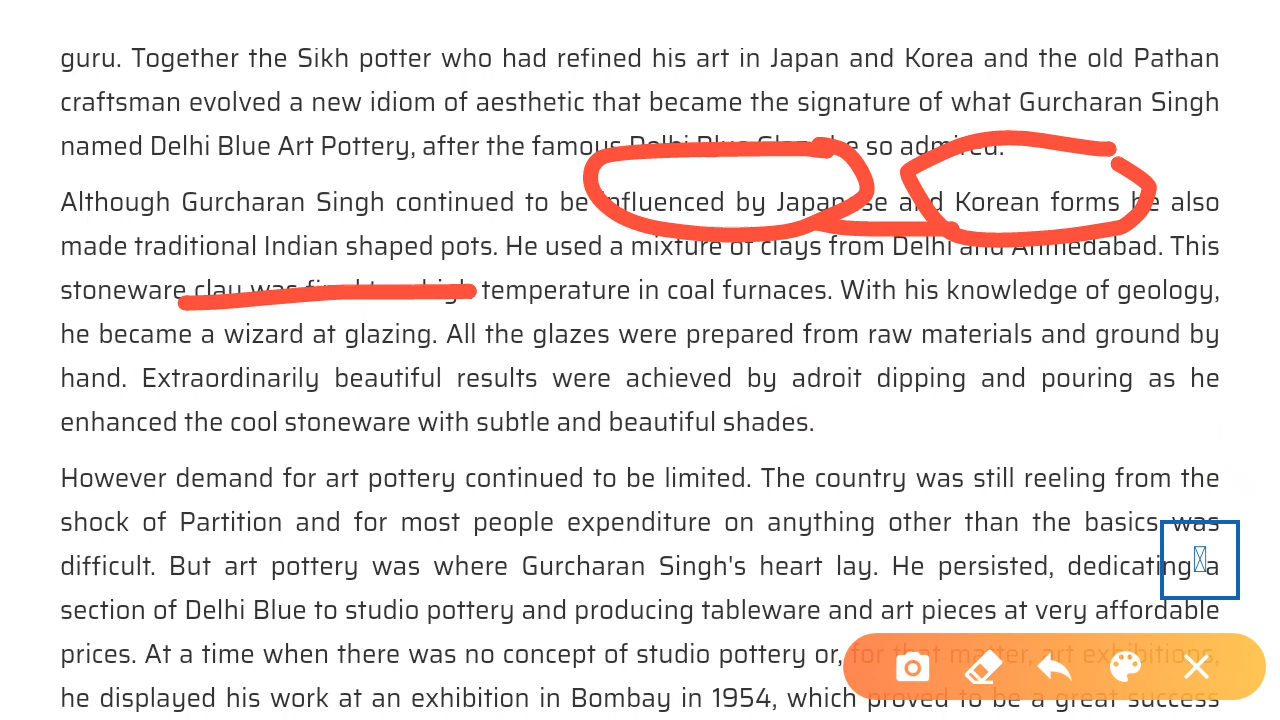 guru. Together the Sikh potter who had refined his art in Japan and Korea and the old Pathan
craftsman evolved a new idiom of aesthetic that became the signature of what Gurcharan Singh
named Delhi Blue Art Pottery, after the famous Delhi Blue Glaze he so admired.
Although Gurcharan Singh continued to be influenced by Japanese and Korean forms he also
made traditional Indian shaped pots. He used a mixture of clays from Delhi and Ahmedabad. This
stoneware clay was fired to a high temperature in coal furnaces. With his knowledge of geology,
he became a wizard at glazing. All the glazes were prepared from raw materials and ground by
hand. Extraordinarily beautiful results were achieved by adroit dipping and pouring as he
enhanced the cool stoneware with subtle and beautiful shades.
However demand for art pottery continued to be limited. The country was still reeling from the
shock of Partition and for most people expenditure on anything other than the basics was
difficult. But art pottery was where Gurcharan Singh's heart lay. He persisted, dedicating a
section of Delhi Blue to studio pottery and producing tableware and art pieces at very affordable
prices. At a time when there was no concept of studio pottery or, for that matter, art exhibitions,
he displayed his work at an exhibition in Bombay in 1954, which proved to be a great success